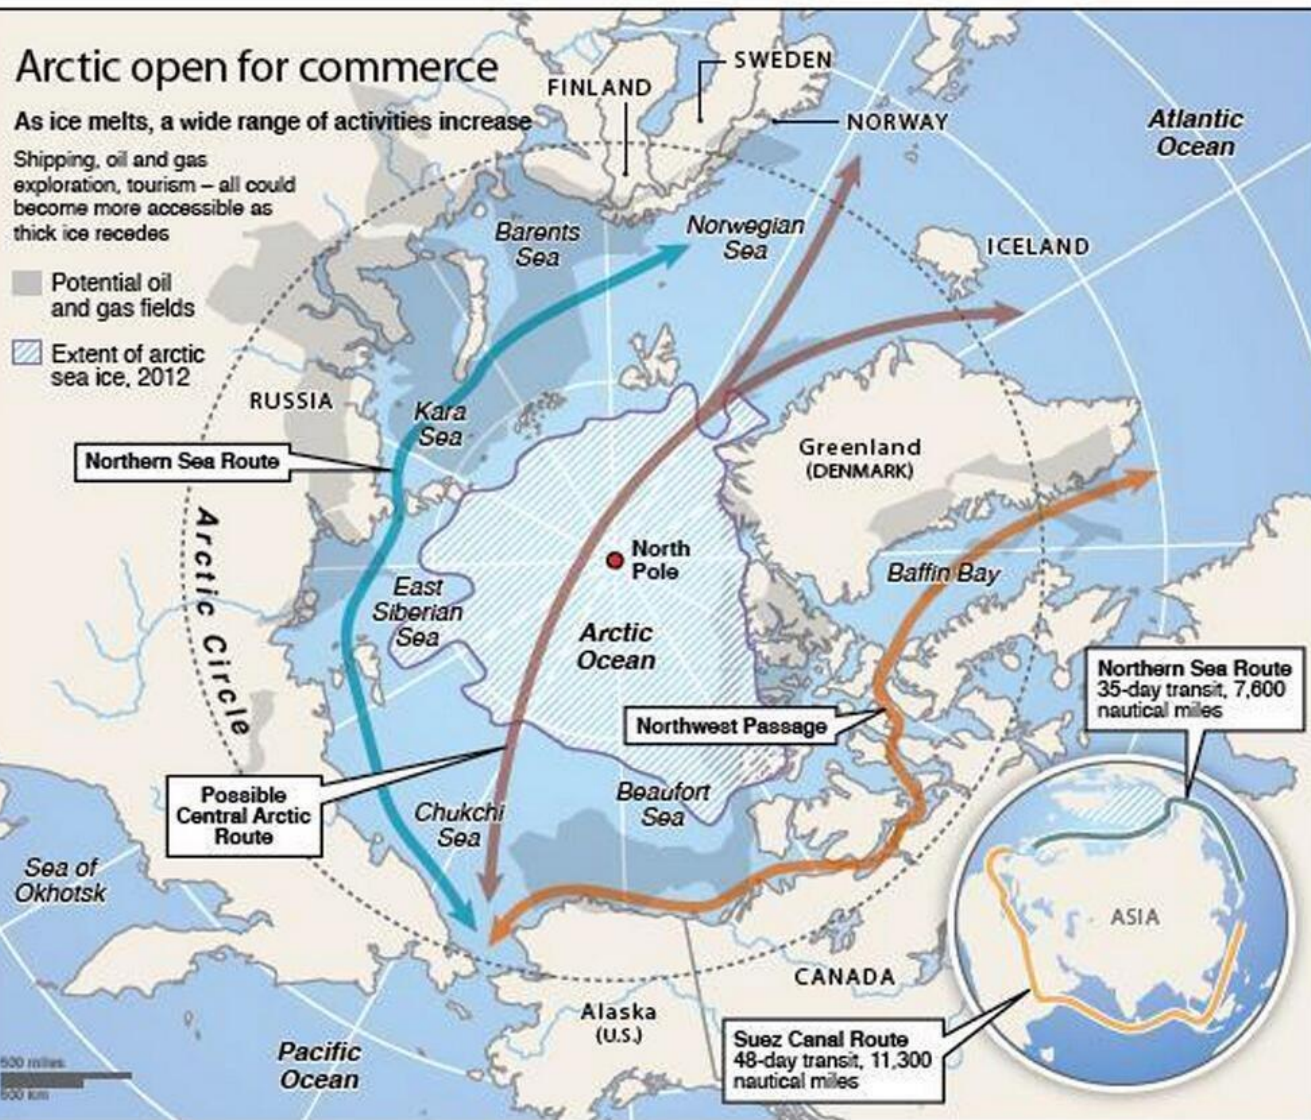 Arctic open for commerce
As ice melts, a wide range of activities increase
Shipping, oil and gas
exploration, tourism – all could
become more accessible as
thick ice recedes
Potential oil
and gas fields
Extent of arctic
sea ice, 2012
FINLAND
SWEDEN
NORWAY
Atlantic
Ocean
Barents
Sea
Norwegian
Sea
ICELAND
RUSSIA
Kara
Sea
Northern Sea Route
Greenland
(DENMARK)
Arctic Circle
North
Pole
East
Siberian
Sea
Arctic
Ocean
Baffin Bay
Northwest Passage
Northern Sea Route
35-day transit, 7,600
nautical miles
Possible
Central Arctic
Route
Chukchi
Sea
Beaufort
Sea
Sea of
Okhotsk
ASIA
CANADA
Alaska
(U.S.)
Suez Canal Route
48-day transit, 11,300
nautical miles
Pacific
Ocean
500 miles
500 km